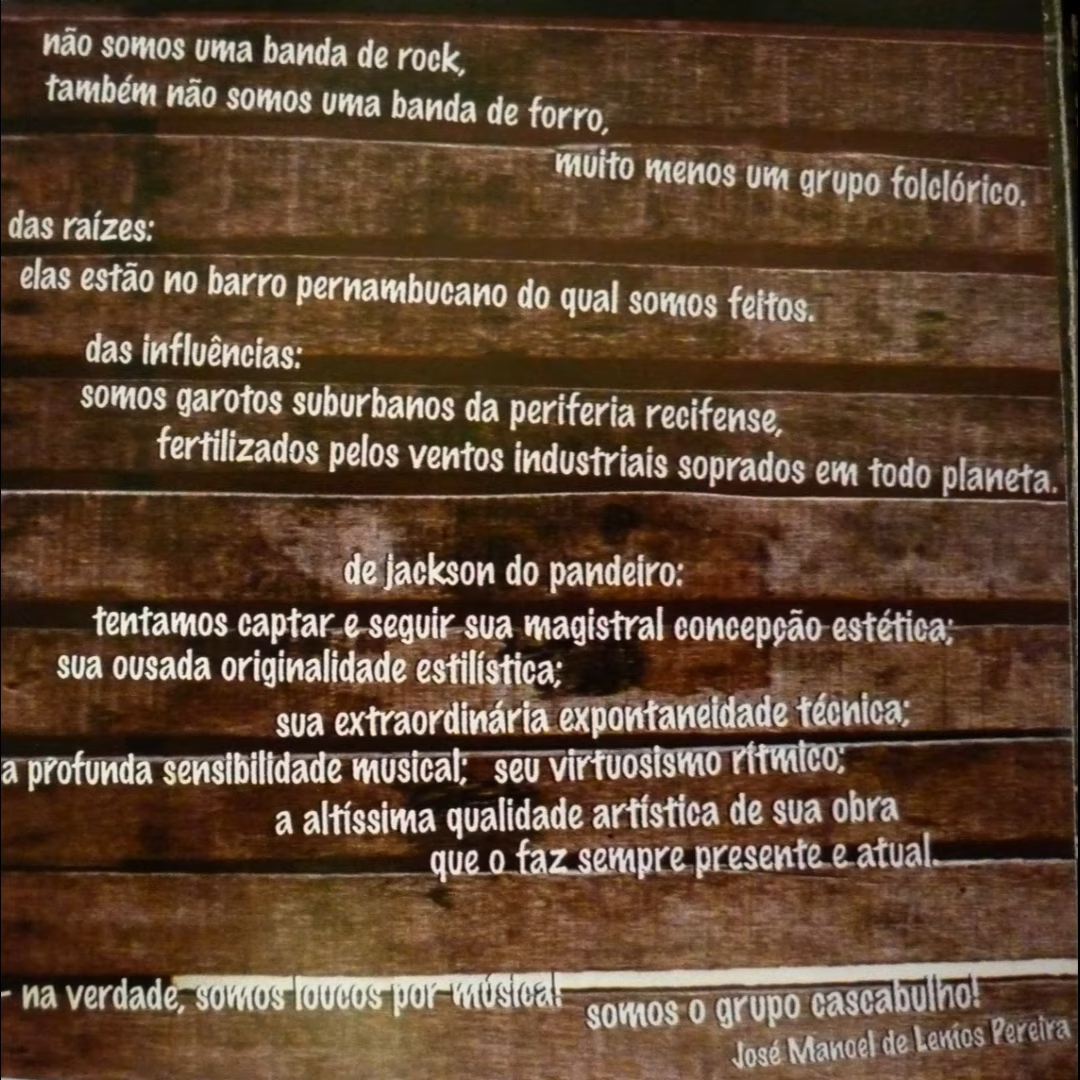 não somos uma banda de rock,
também não somos uma banda de forro,
muito menos um grupo folclórico.
das raízes:
elas estão no barro pernambucano do qual somos feitos.
das influências:
somos garotos suburbanos da periferia recifense,
fertilizados pelos ventos industriais soprados em todo planeta.
de jackson do pandeiro:
tentamos captar e seguir sua magistral concepção estética;
sua ousada originalidade estilística;
sua extraordinária expontaneidade técnica;
a profunda sensibilidade musical; seu virtuosismo rítmico;
a altíssima qualidade artística de sua obra
que o faz sempre presente e atual.
- na verdade, somos loucos por música! somos o grupo cascabulho!
José Manoel de Lemos Pereira